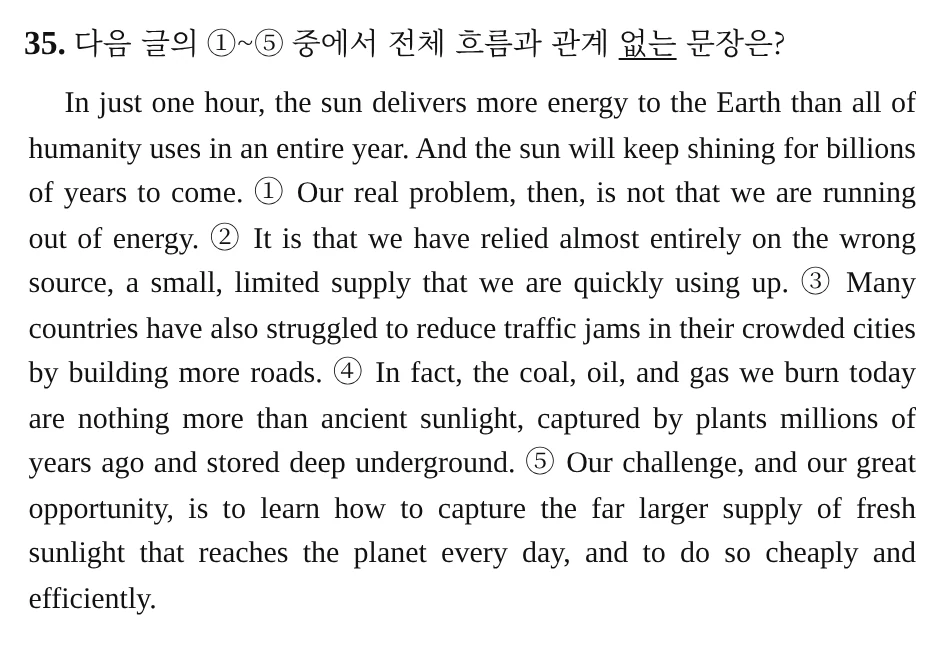 35. 다음 글의 ①~⑤ 중에서 전체 흐름과 관계 없는 문장은?
In just one hour, the sun delivers more energy to the Earth than all of
humanity uses in an entire year. And the sun will keep shining for billions
of years to come. ① Our real problem, then, is not that we are running
out of energy. ② It is that we have relied almost entirely on the wrong
source, a small, limited supply that we are quickly using up. ③ Many
countries have also struggled to reduce traffic jams in their crowded cities
by building more roads. ④ In fact, the coal, oil, and gas we burn today
are nothing more than ancient sunlight, captured by plants millions of
years ago and stored deep underground. ⑤ Our challenge, and our great
opportunity, is to learn how to capture the far larger supply of fresh
sunlight that reaches the planet every day, and to do so cheaply and
efficiently.